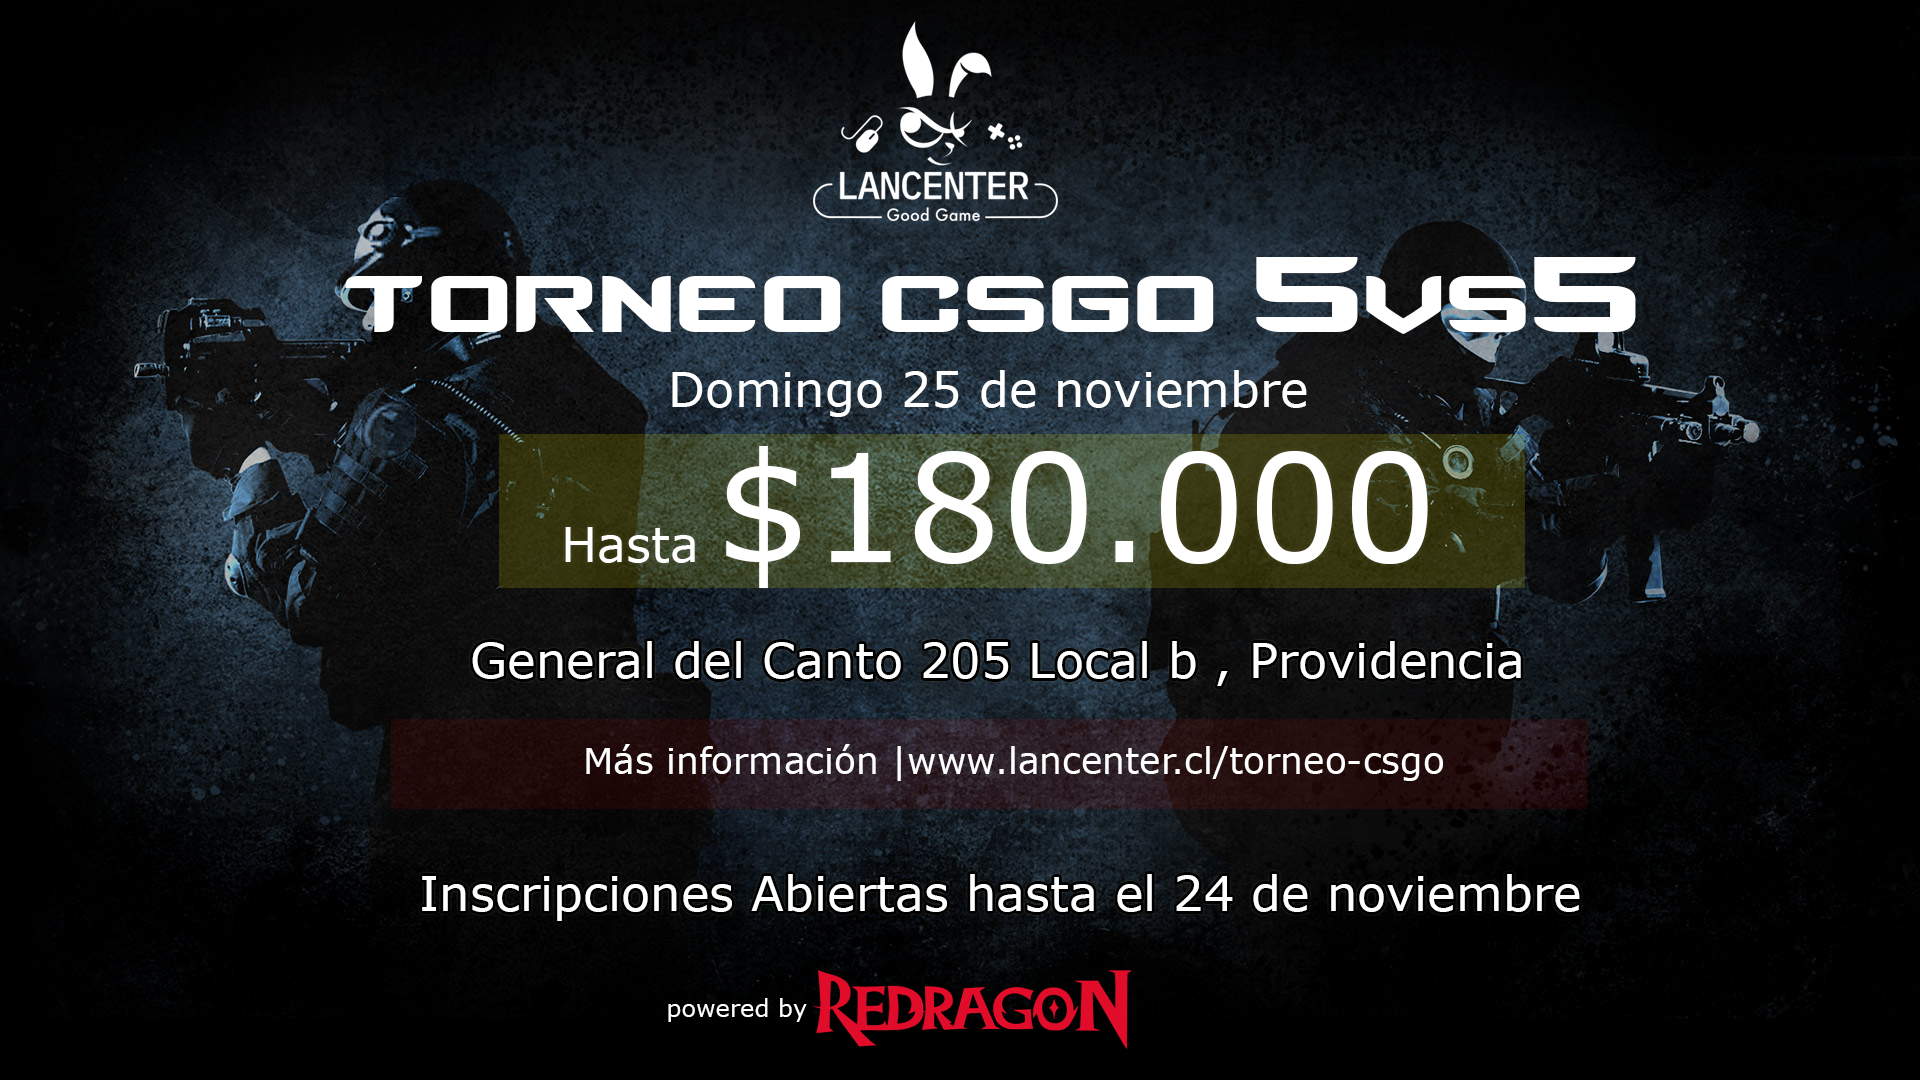 LANCENTER
Good Game
TORNEO CSGO 5vs5
Domingo 25 de noviembre
Hasta $180.000
General del Canto 205 Local b , Providencia
Más información |www.lancenter.cl/torneo-csgo
Inscripciones Abiertas hasta el 24 de noviembre
powered by REDRAGON